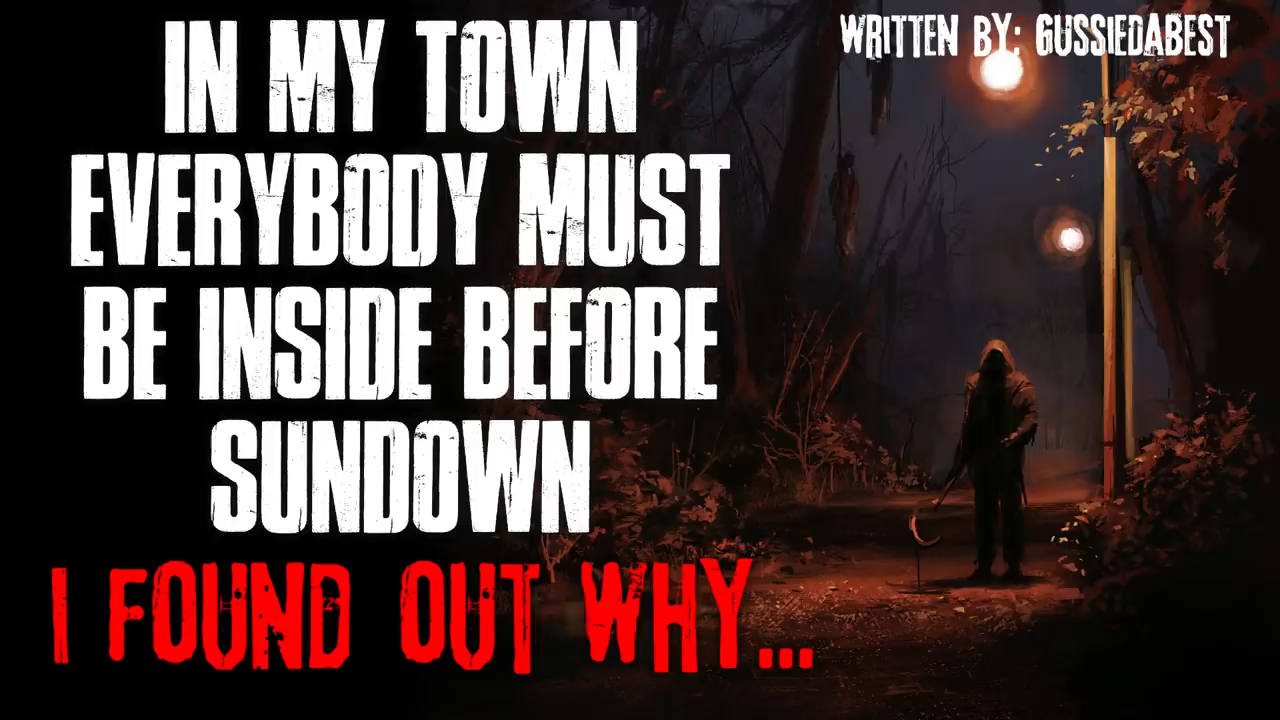 IN MY TOWN
EVERYBODY MUST
BE INSIDE BEFORE
SUNDOWN
I FOUND OUT WHY...
WRITTEN BY: GUSSIEDABEST